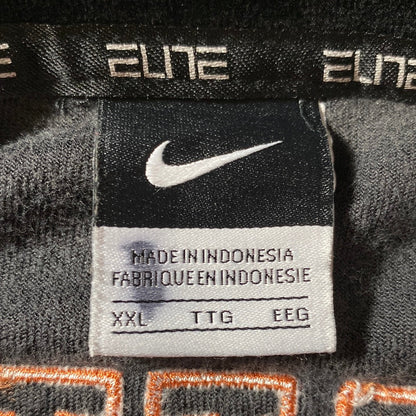 ELITE ELITE ELITE
MADE IN INDONESIA
FABRIQUE EN INDONESIE
XXL TTG EEG